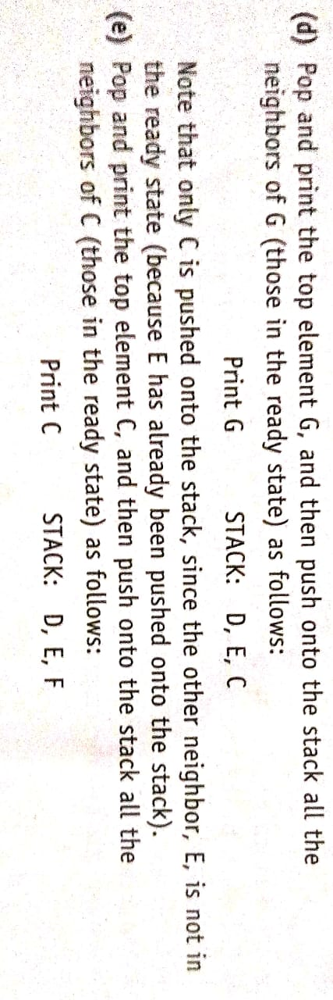 (d) Pop and print the top element G, and then push onto the stack all the
neighbors of G (those in the ready state) as follows:
Print G STACK: D, E, C
Note that only C is pushed onto the stack, since the other neighbor, E, is not in
the ready state (because E has already been pushed onto the stack).
(e) Pop and print the top element C, and then push onto the stack all the
neighbors of C (those in the ready state) as follows:
Print C STACK: D, E, F